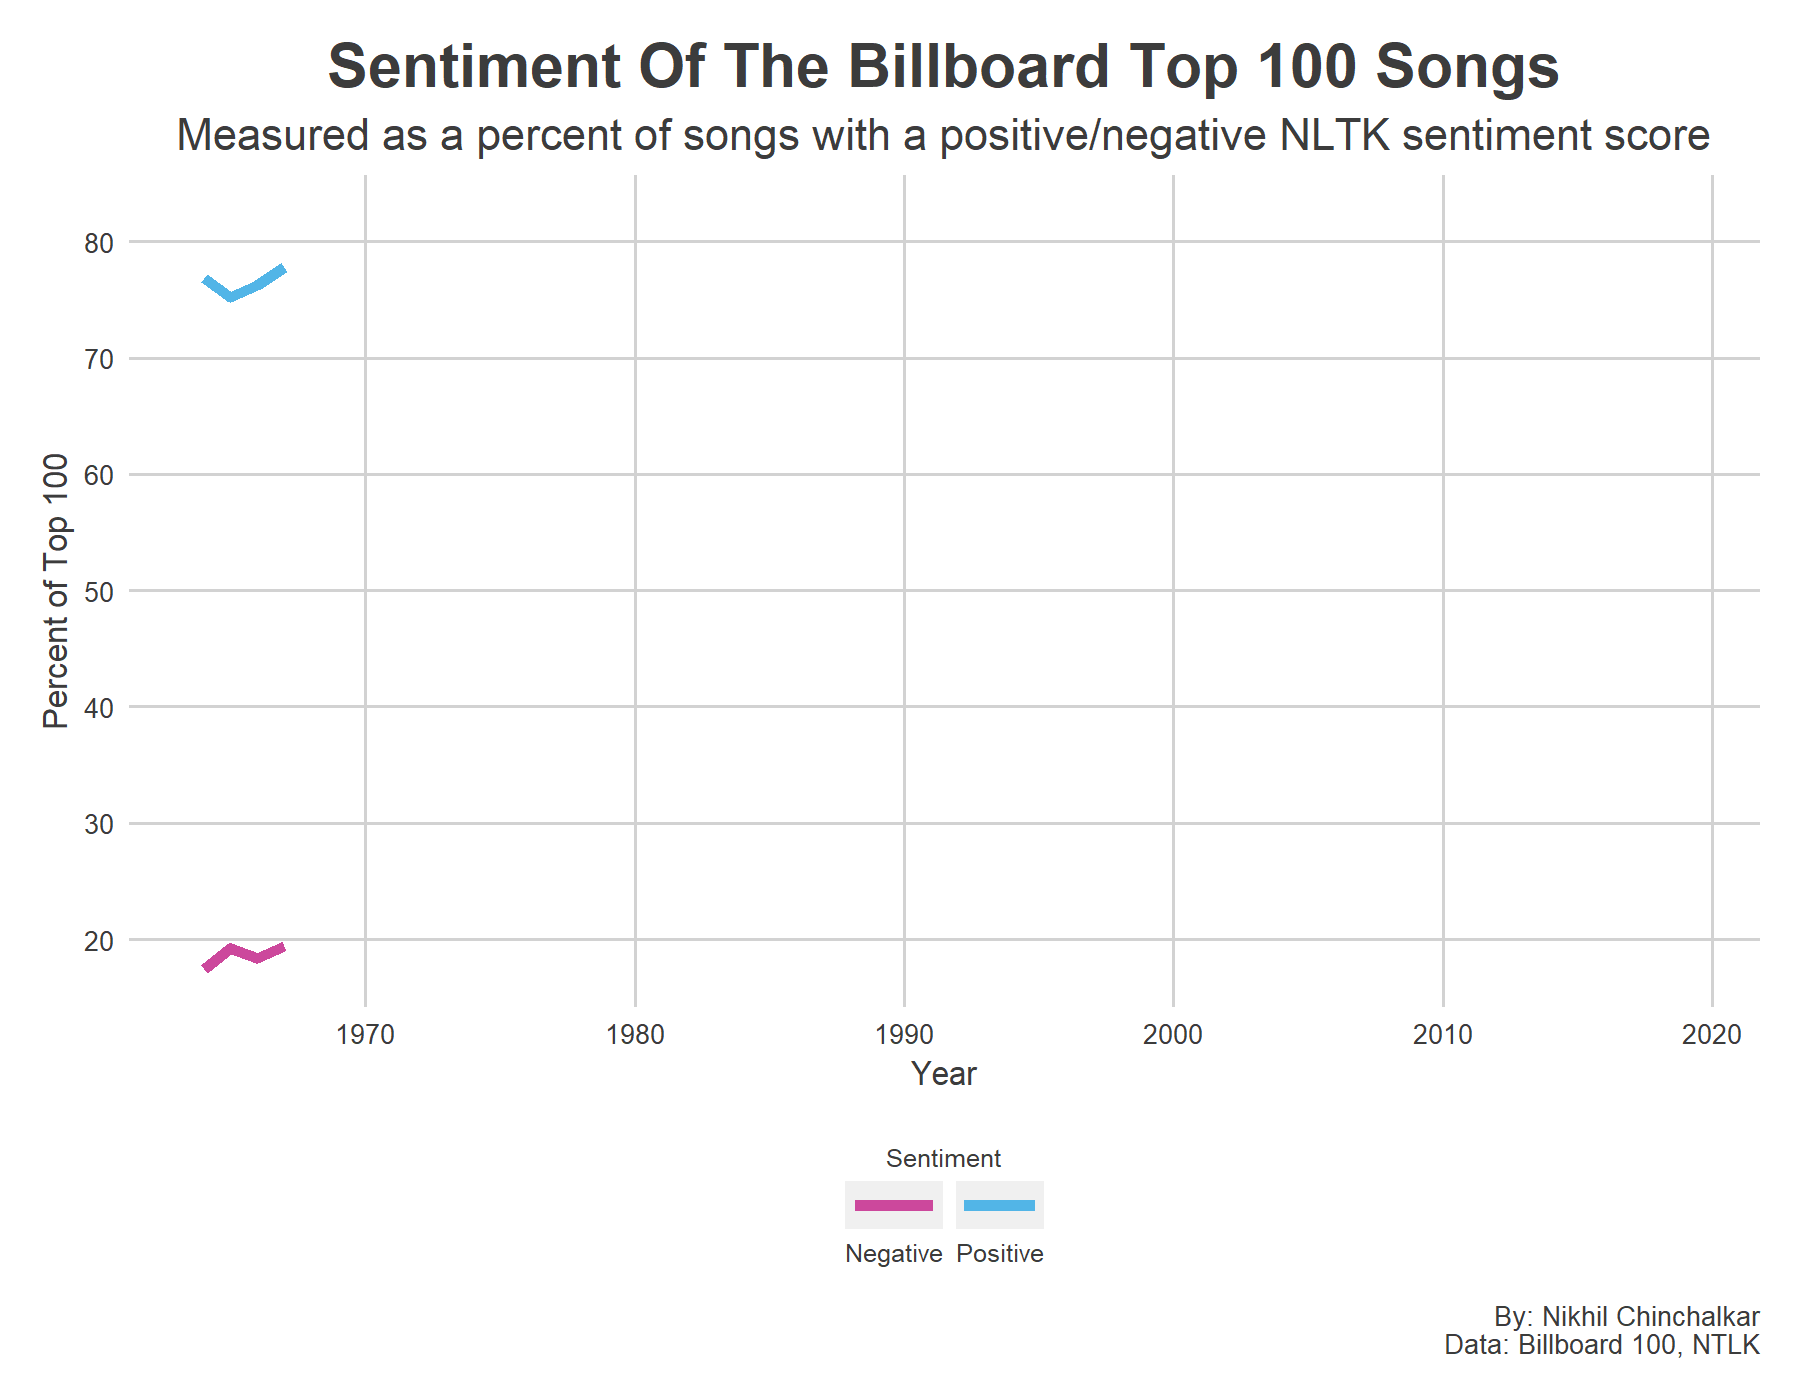 Sentiment Of The Billboard Top 100 Songs
Measured as a percent of songs with a positive/negative NLTK sentiment score
Percent of Top 100
80
70
60
50
40
30
20
1970 1980 1990 2000 2010 2020
Year
Sentiment
Negative Positive
By: Nikhil Chinchalkar
Data: Billboard 100, NTLK